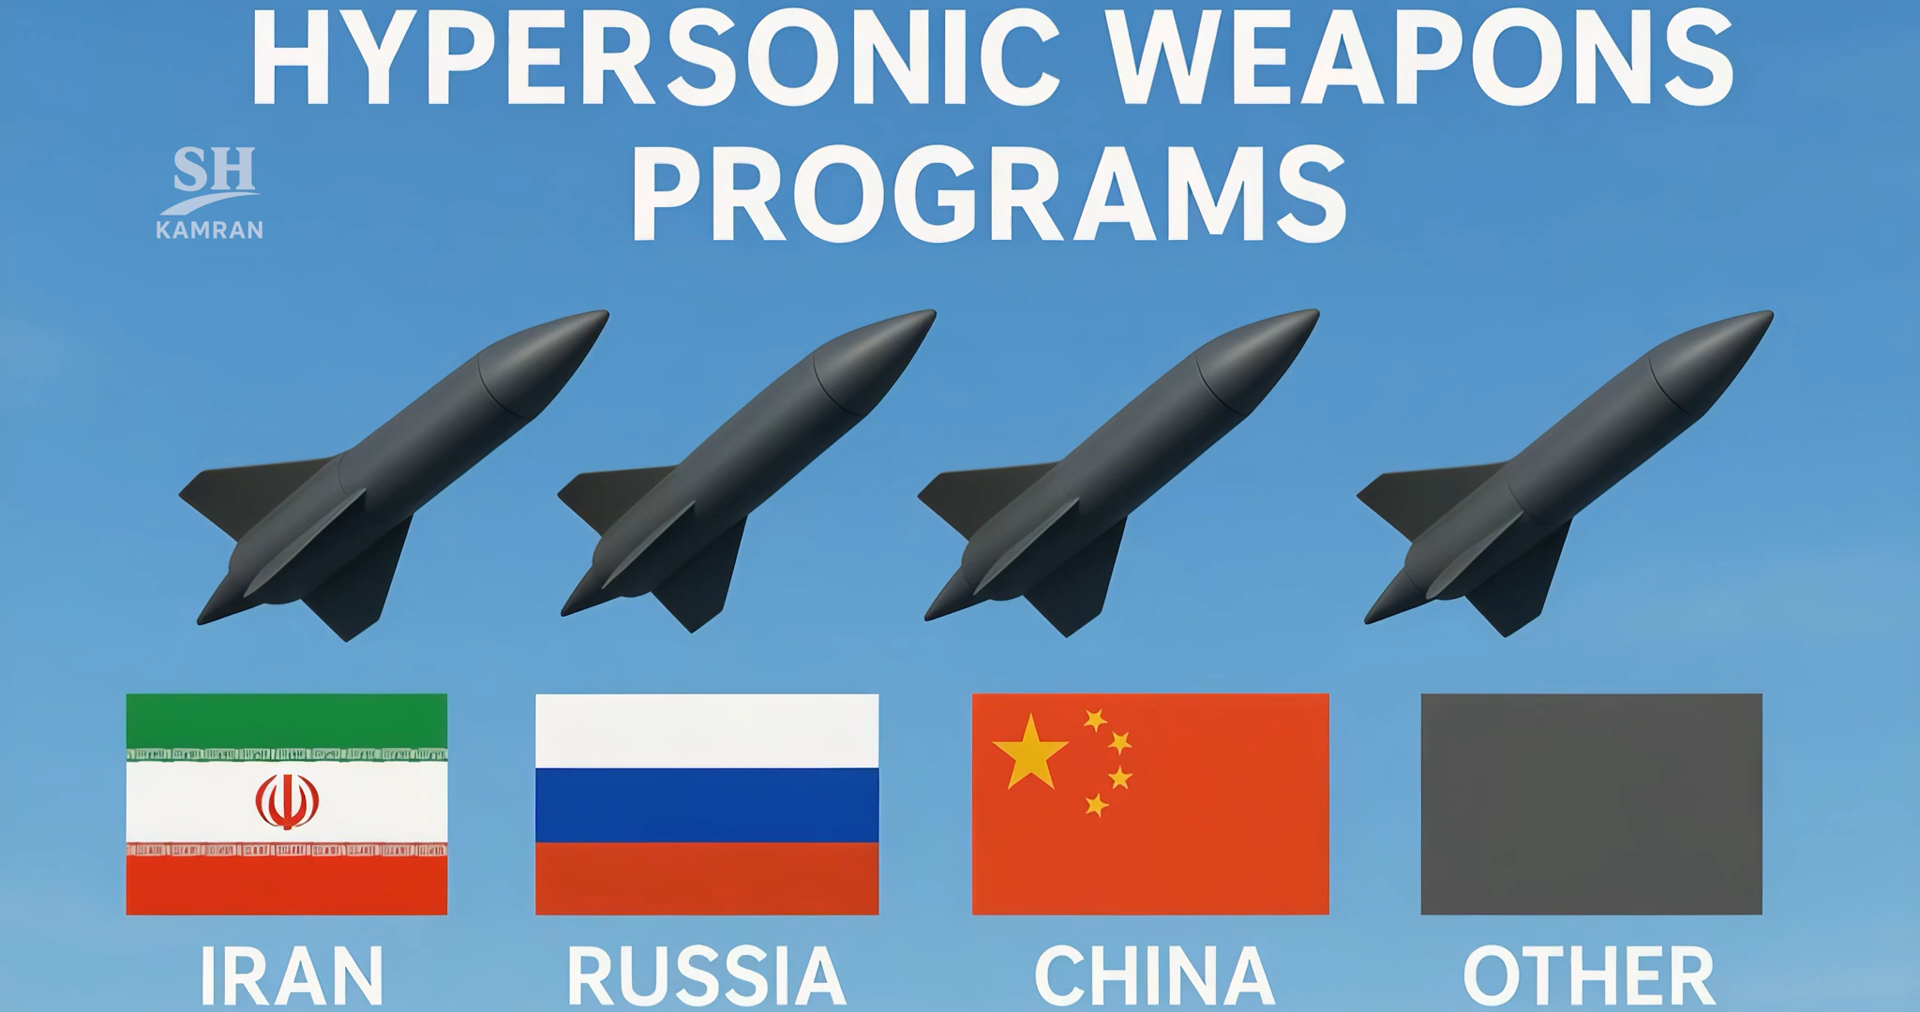 HYPERSONIC WEAPONS
PROGRAMS
SH
KAMRAN
IRAN
RUSSIA
CHINA
OTHER